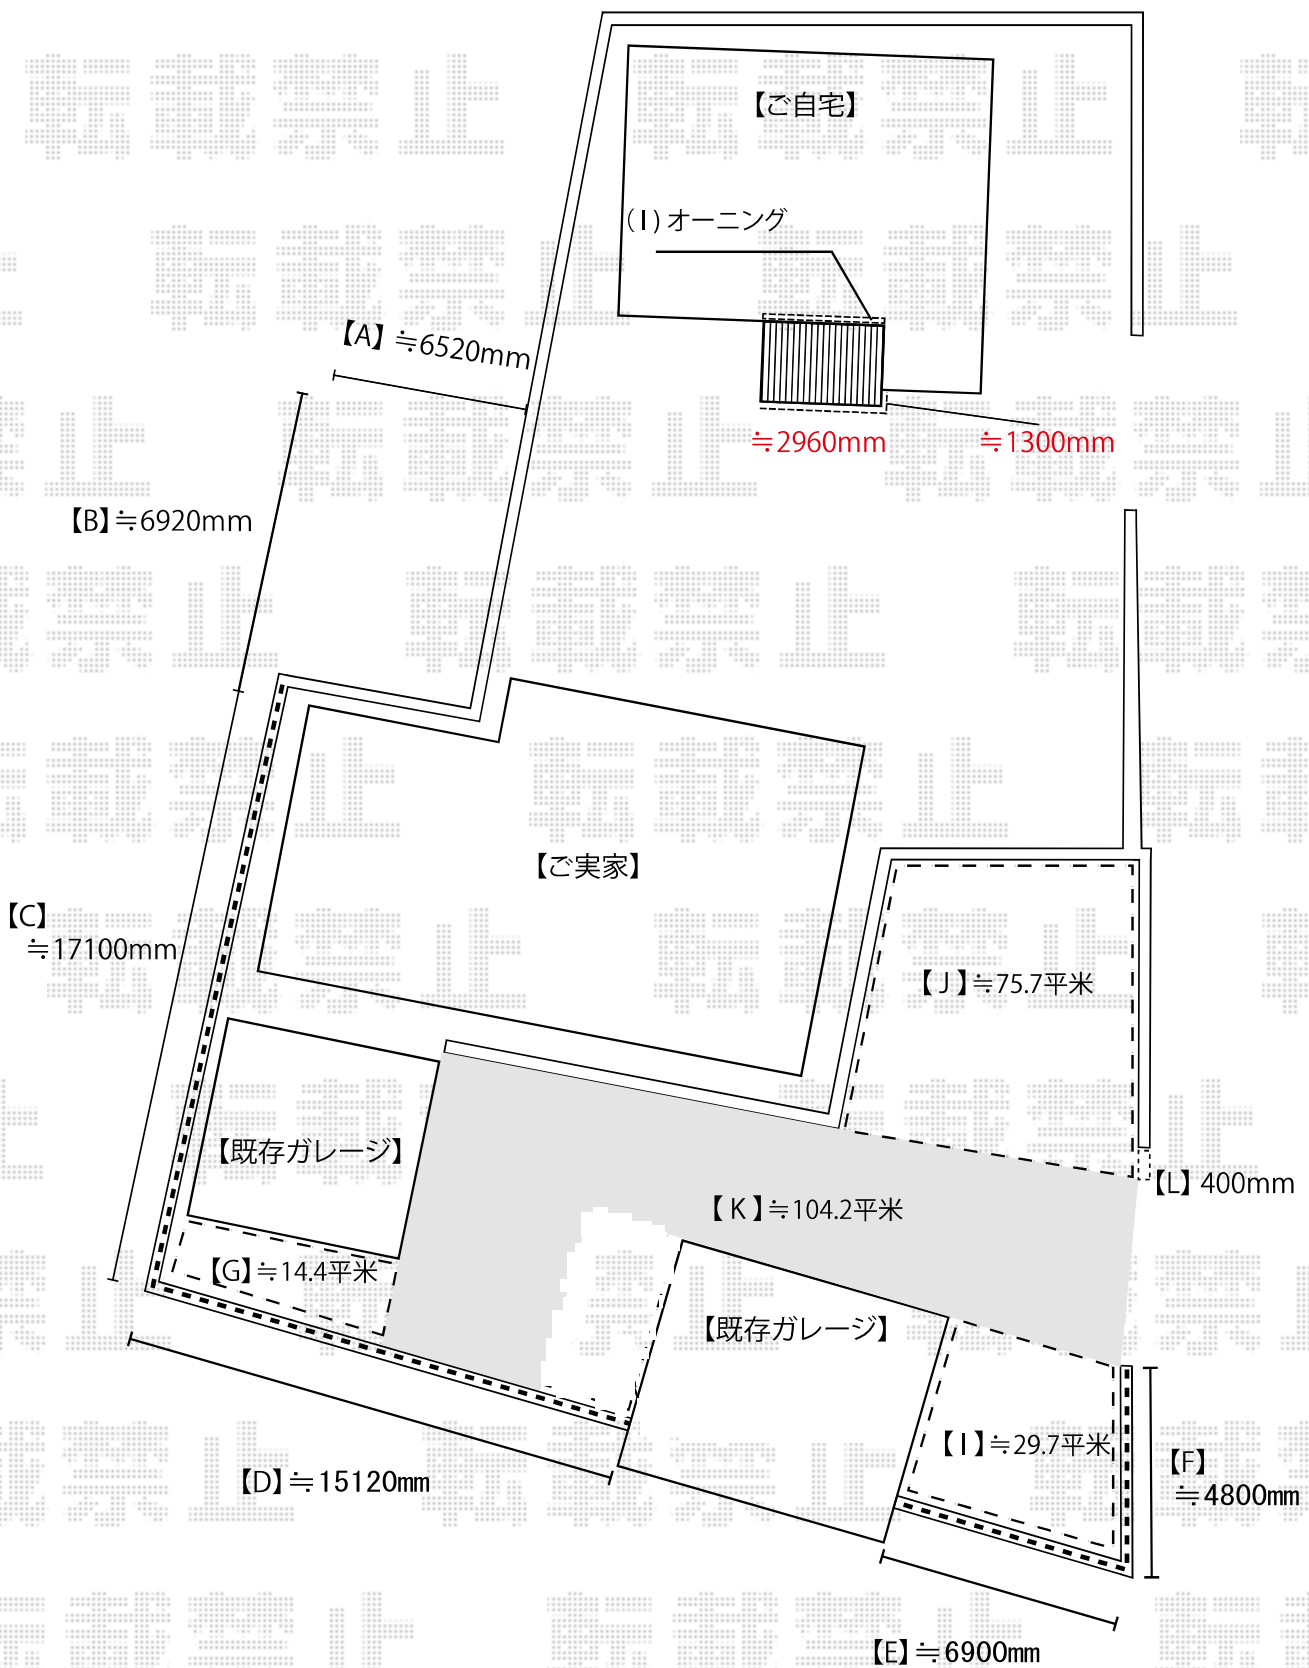 転載禁止
【ご自宅】
(Ⅰ)オーニング
【A】≒6520mm
≒2960mm
≒1300mm
【B】≒6920mm
【ご実家】
【C】
≒17100mm
【J】≒75.7平米
【既存ガレージ】
【L】400mm
【K】≒104.2平米
【G】≒14.4平米
【既存ガレージ】
【I】≒29.7平米
【F】
≒4800mm
【D】≒15120mm
【E】≒6900mm